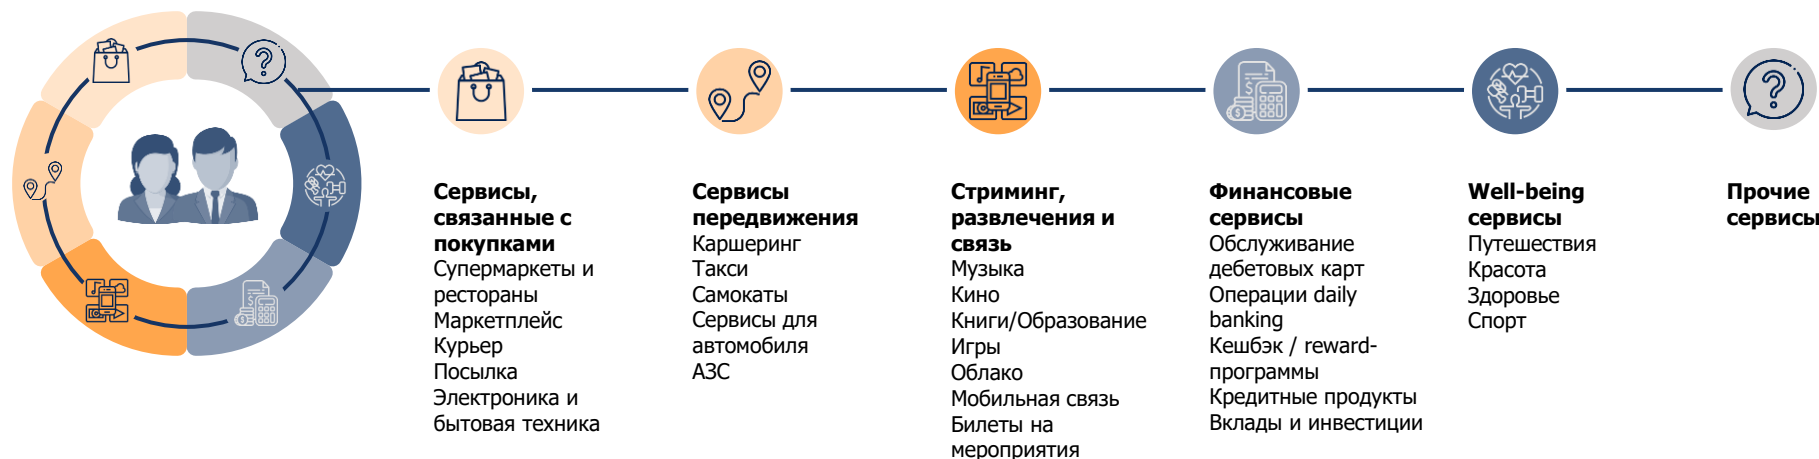 Сервисы,
связанные с
покупками
Супермаркеты и
рестораны
Маркетплейс
Курьер
Посылка
Электроника и
бытовая техника
Сервисы
передвижения
Каршеринг
Такси
Самокаты
Сервисы для
автомобиля
АЗС
Стриминг,
развлечения и
связь
Музыка
Кино
Книги/Образование
Игры
Облако
Мобильная связь
Билеты на
мероприятия
Финансовые
сервисы
Обслуживание
дебетовых карт
Операции daily
banking
Кешбэк / reward-
программы
Кредитные продукты
Вклады и инвестиции
Well-being
сервисы
Путешествия
Красота
Здоровье
Спорт
Прочие
сервисы